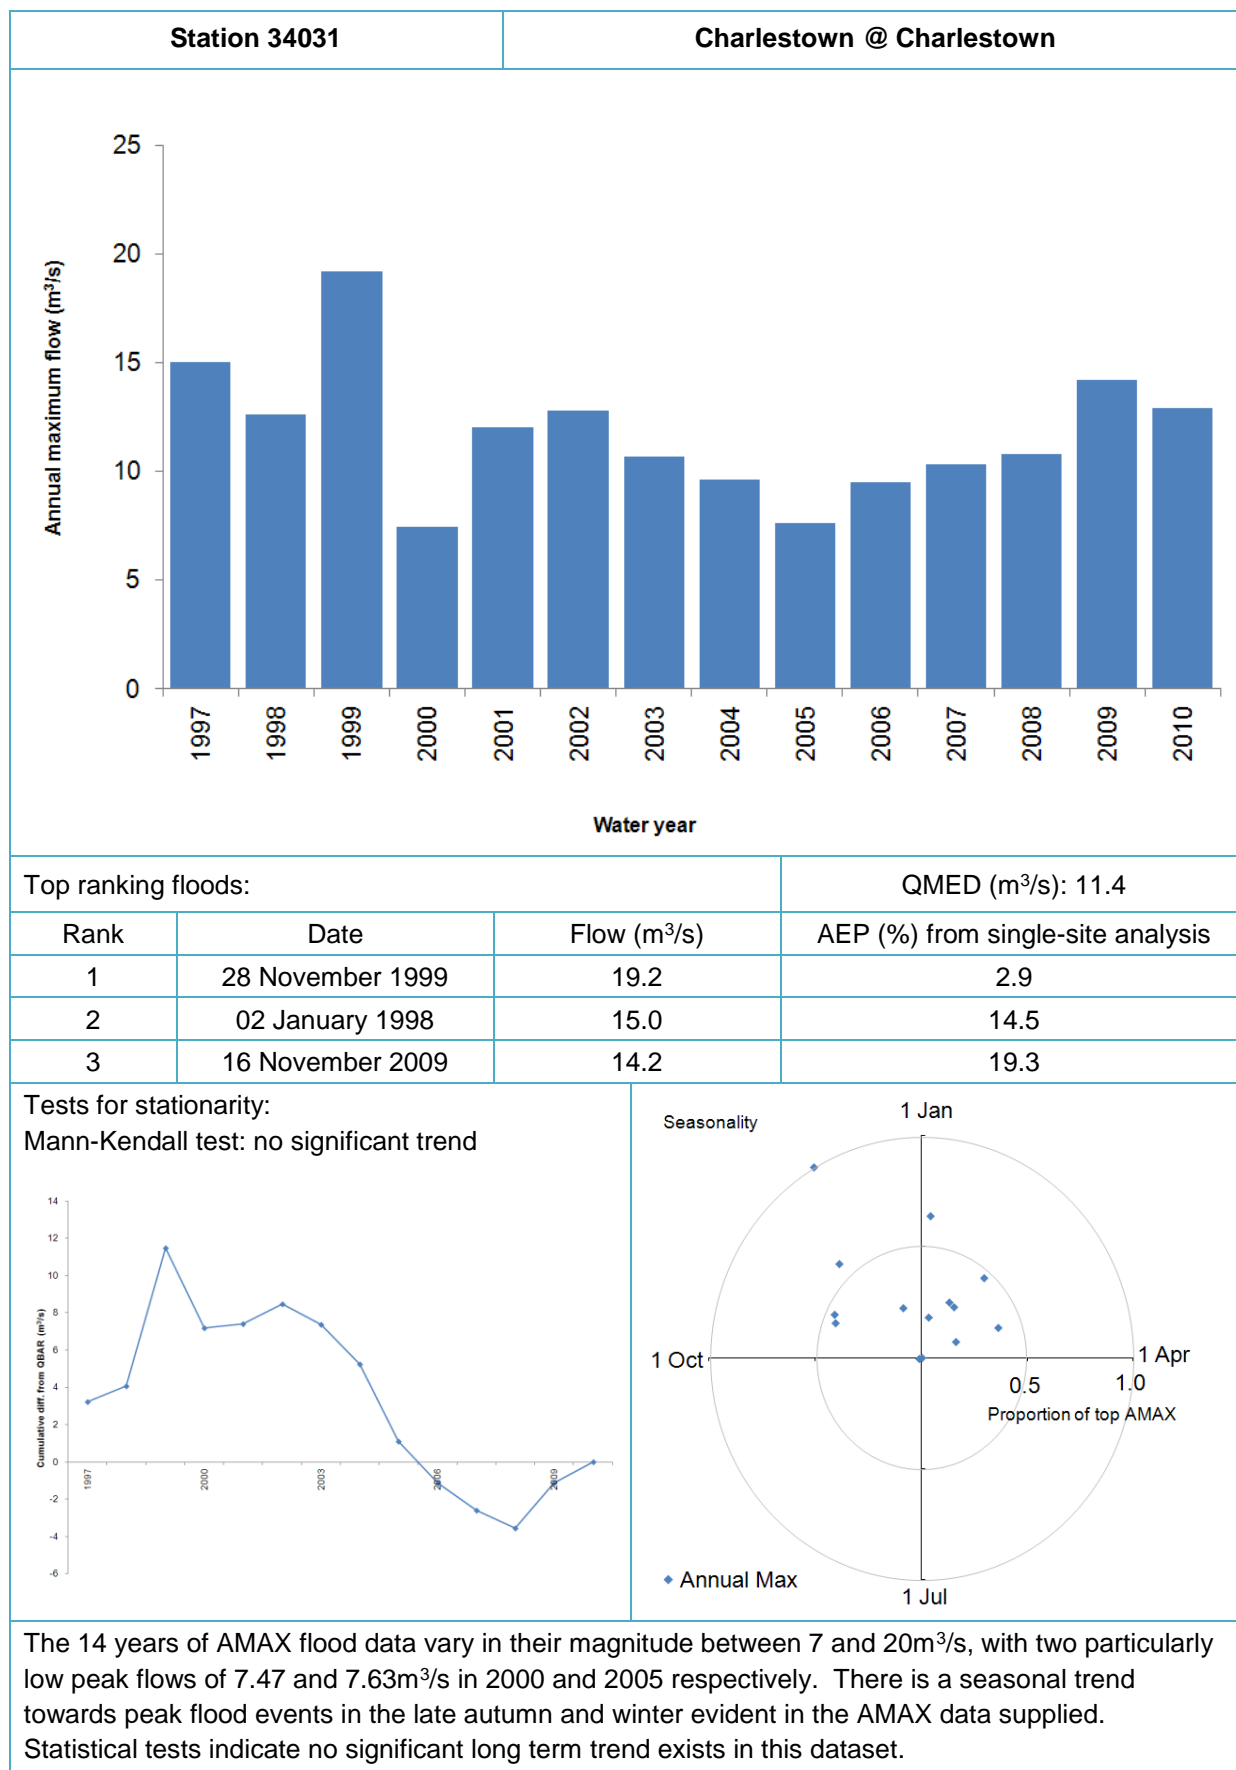 Station 34031
Charlestown @ Charlestown
25
20
15
10
5
0
Annual maximum flow (m³/s)
1997
1998
1999
2000
2001
2002
2003
2004
2005
2006
2007
2008
2009
2010
Water year
Top ranking floods:
QMED (m³/s): 11.4
Rank Date Flow (m³/s) AEP (%) from single-site analysis
1 28 November 1999 19.2 2.9
2 02 January 1998 15.0 14.5
3 16 November 2009 14.2 19.3
Tests for stationarity:
Mann-Kendall test: no significant trend
14
12
10
8
6
4
2
0
-2
-4
-6
Cumulative diff. from QBAR (m³/s)
1997
2000
2003
2006
2009
Seasonality
1 Jan
1 Oct
1 Apr
0.5
1.0
Proportion of top AMAX
Annual Max
1 Jul
The 14 years of AMAX flood data vary in their magnitude between 7 and 20m³/s, with two particularly
low peak flows of 7.47 and 7.63m³/s in 2000 and 2005 respectively. There is a seasonal trend
towards peak flood events in the late autumn and winter evident in the AMAX data supplied.
Statistical tests indicate no significant long term trend exists in this dataset.